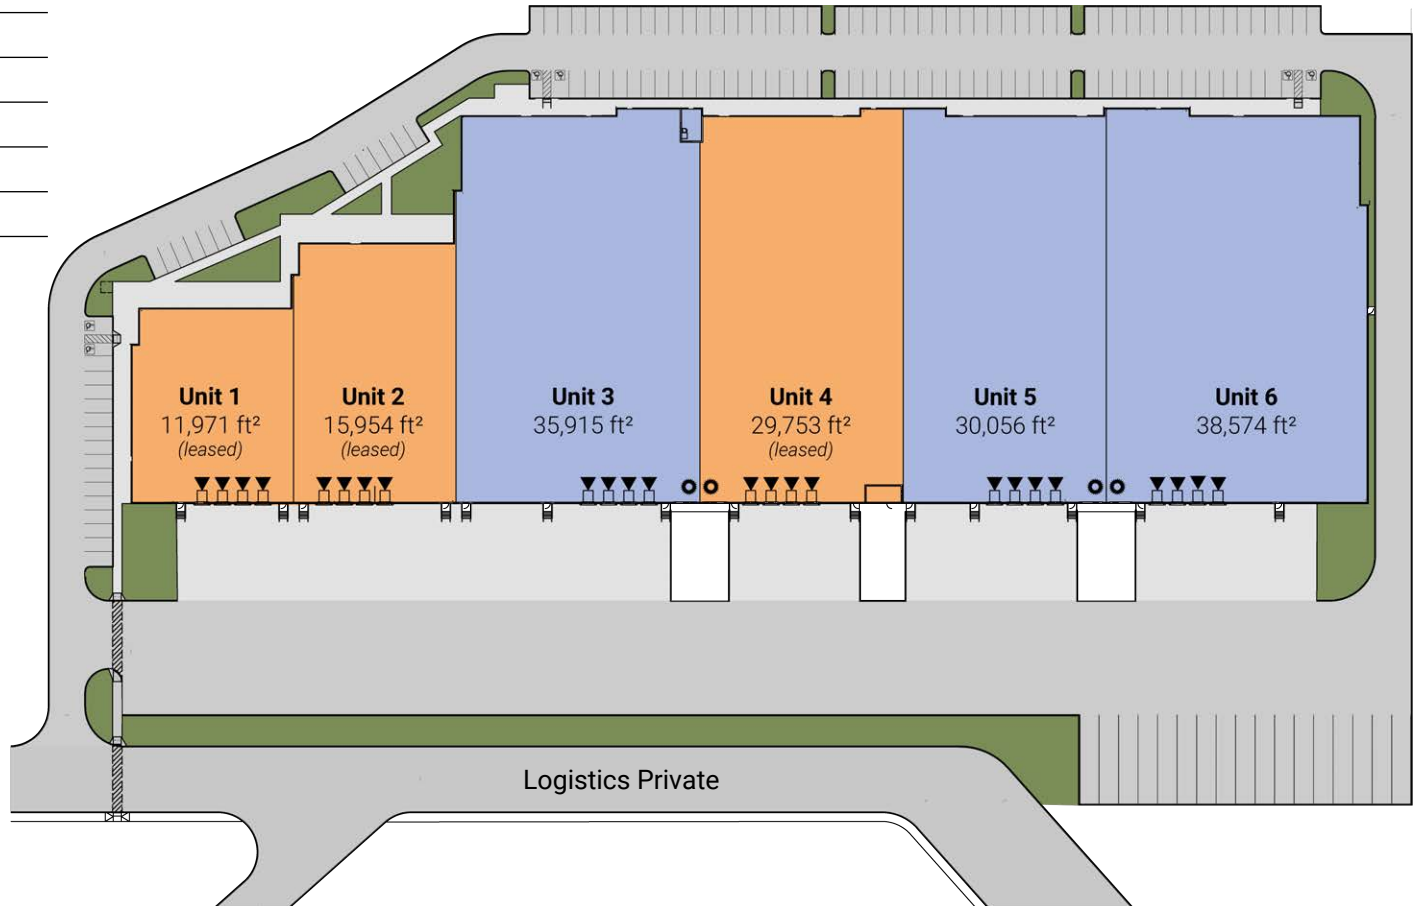 Unit 1
11,971 ft²
(leased)
Unit 2
15,954 ft²
(leased)
Unit 3
35,915 ft²
Unit 4
29,753 ft²
(leased)
Unit 5
30,056 ft²
Unit 6
38,574 ft²
Logistics Private